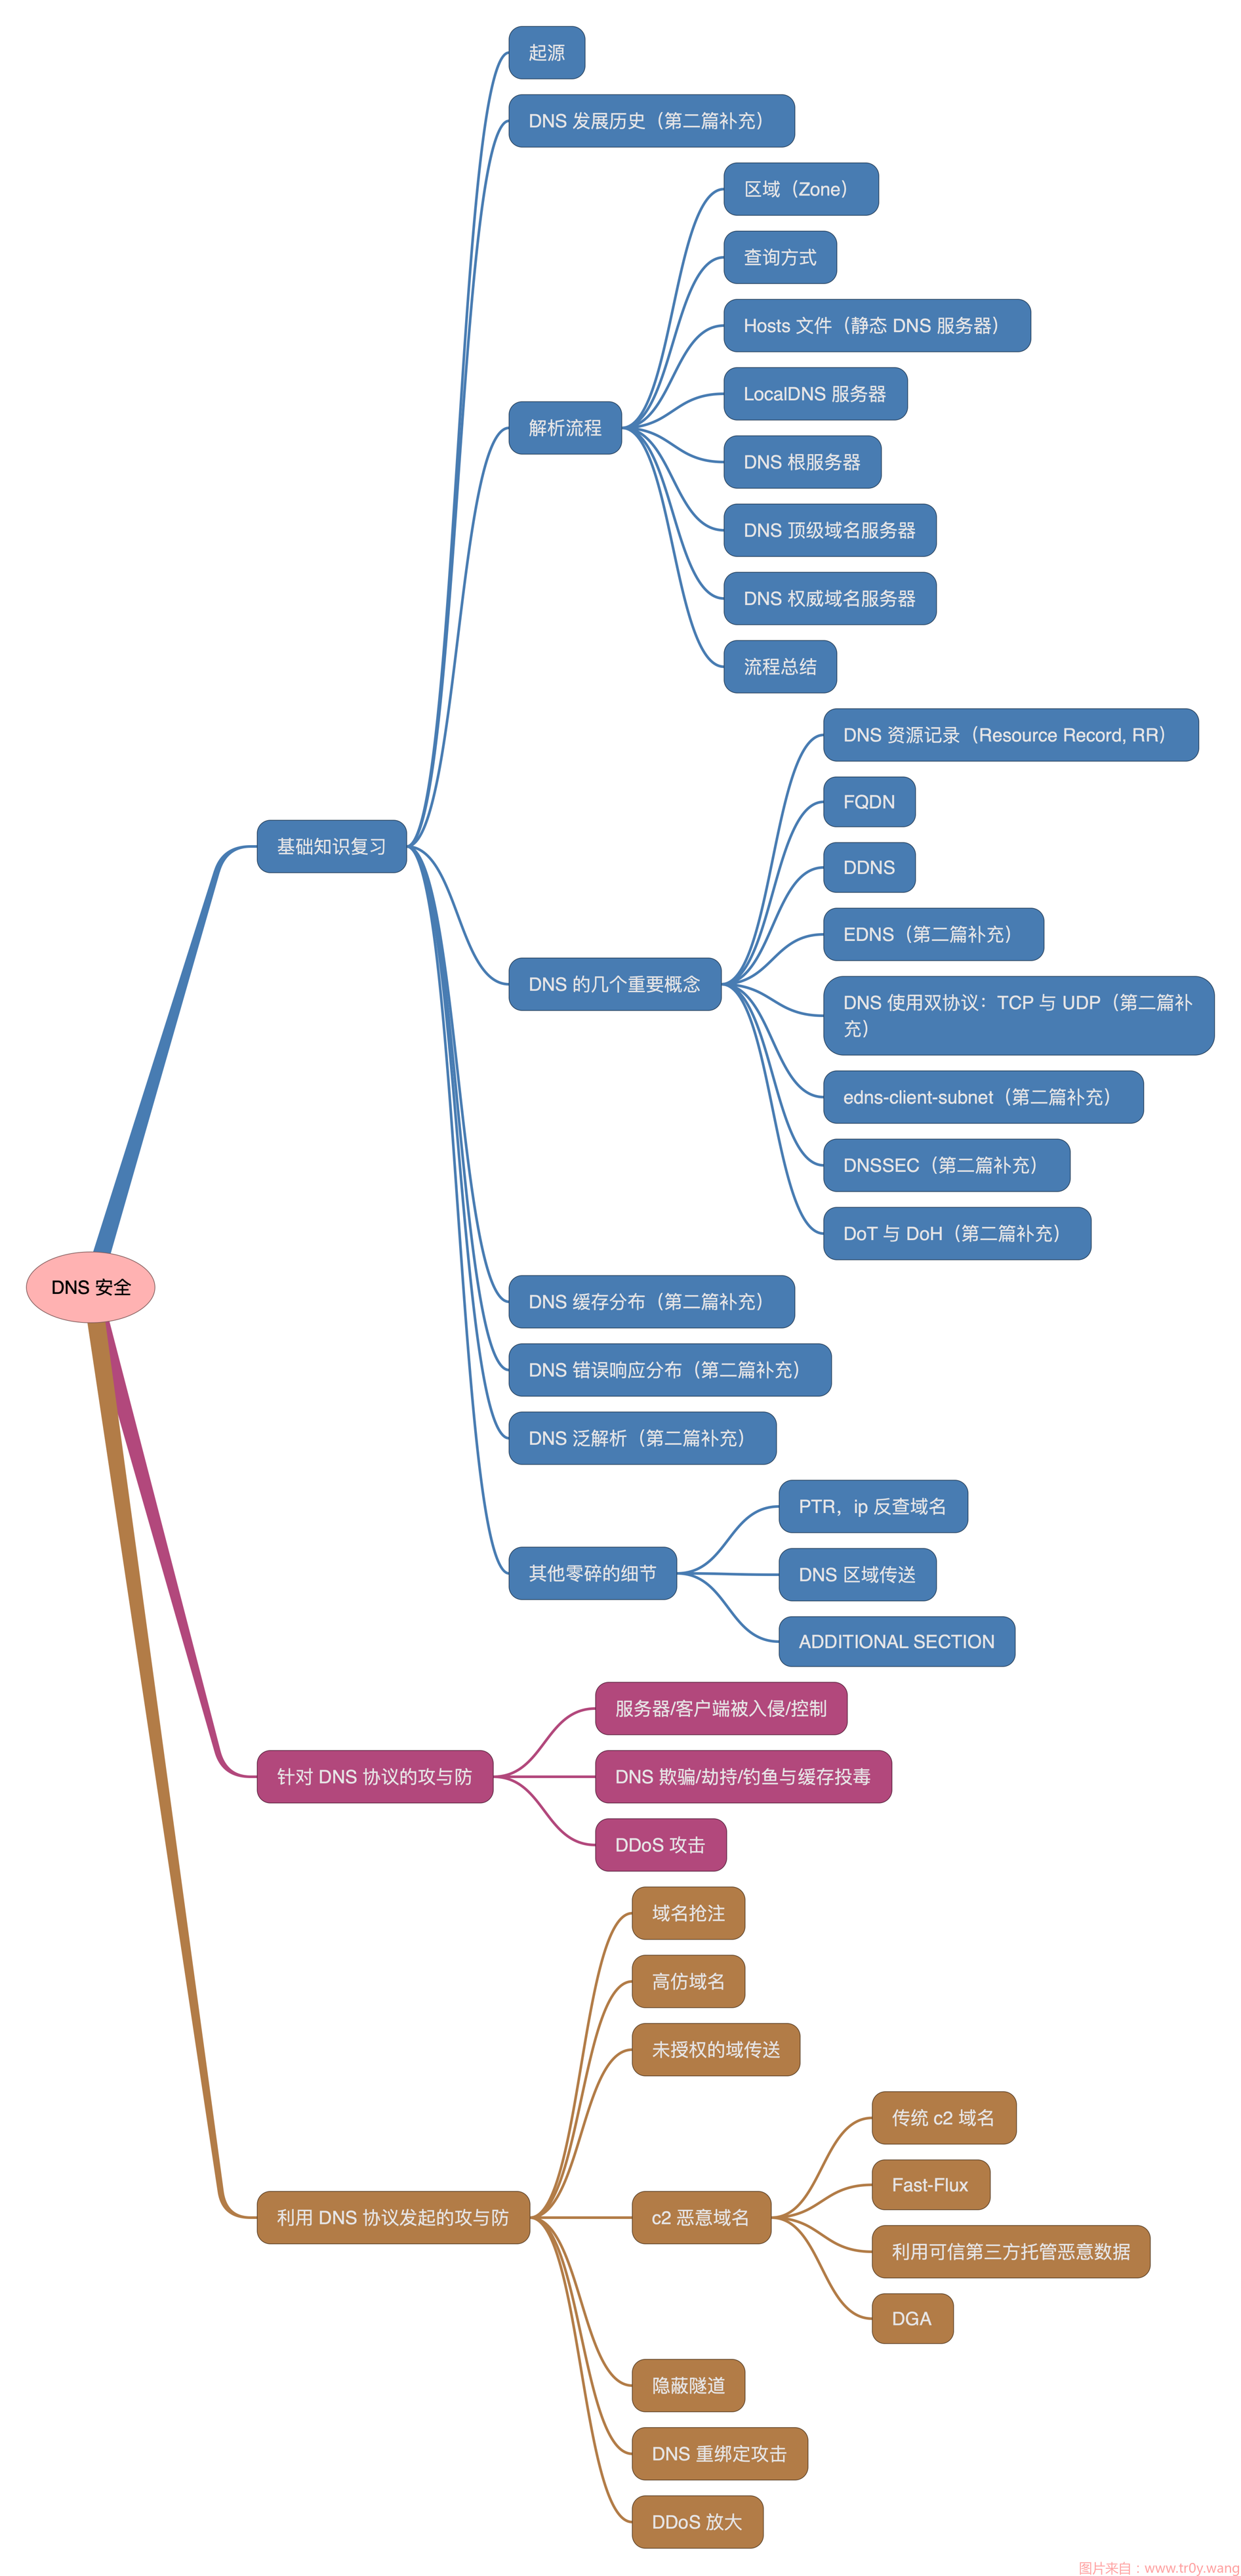 起源
DNS 发展历史（第二篇补充）
区域（Zone）
查询方式
Hosts 文件（静态 DNS 服务器）
LocalDNS 服务器
解析流程
DNS 根服务器
DNS 顶级域名服务器
DNS 权威域名服务器
流程总结
DNS 资源记录（Resource Record, RR）
FQDN
基础知识复习
DDNS
EDNS（第二篇补充）
DNS 的几个重要概念
DNS 使用双协议：TCP 与 UDP（第二篇补
充）
edns-client-subnet（第二篇补充）
DNSSEC（第二篇补充）
DoT 与 DoH（第二篇补充）
DNS 安全
DNS 缓存分布（第二篇补充）
DNS 错误响应分布（第二篇补充）
DNS 泛解析（第二篇补充）
PTR，ip 反查域名
其他零碎的细节
DNS 区域传送
ADDITIONAL SECTION
服务器/客户端被入侵/控制
针对 DNS 协议的攻与防
DNS 欺骗/劫持/钓鱼与缓存投毒
DDoS 攻击
域名抢注
高仿域名
未授权的域传送
传统 c2 域名
Fast-Flux
利用 DNS 协议发起的攻与防
c2 恶意域名
利用可信第三方托管恶意数据
DGA
隐蔽隧道
DNS 重绑定攻击
DDoS 放大
图片来自：www.tr0y.wang